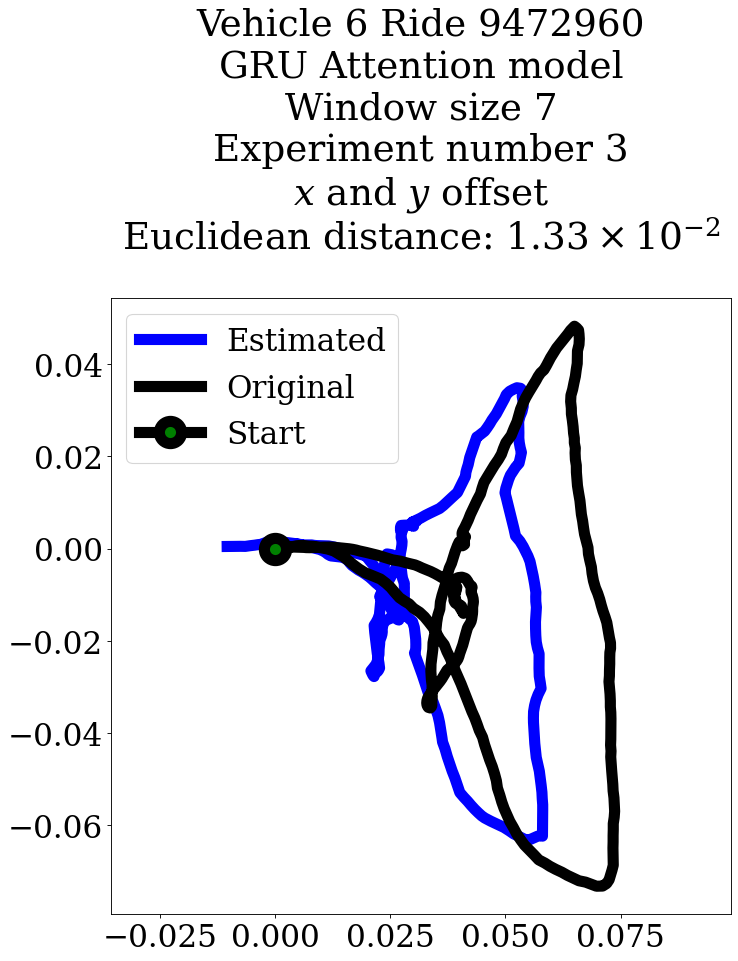 Vehicle 6 Ride 9472960
GRU Attention model
Window size 7
Experiment number 3
x and y offset
Euclidean distance: 1.33 × 10⁻²
Estimated
Original
Start
0.04
0.02
0.00
−0.02
−0.04
−0.06
−0.025 0.000 0.025 0.050 0.075